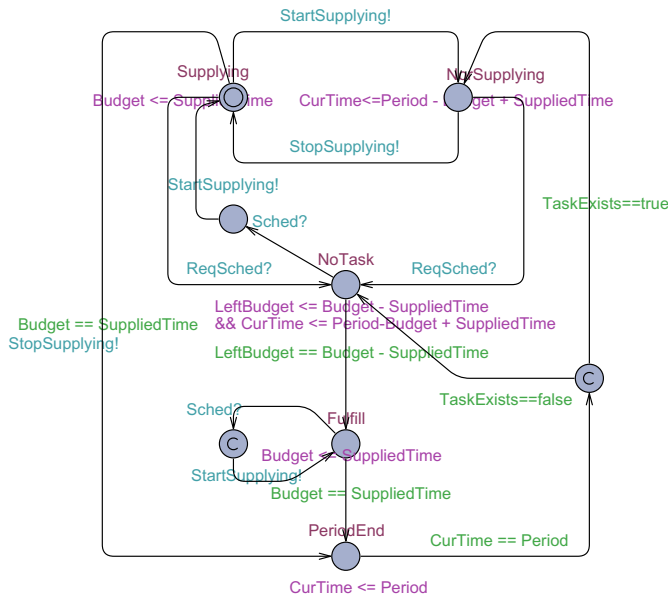 StartSupplying!
Supplying
NotSupplying
Budget <= SuppliedTime
CurTime<=Period - Budget + SuppliedTime
StopSupplying!
StartSupplying!
TaskExists==true
Sched?
NoTask
ReqSched?
ReqSched?
LeftBudget <= Budget - SuppliedTime
&& CurTime <= Period-Budget + SuppliedTime
Budget == SuppliedTime
StopSupplying!
LeftBudget == Budget - SuppliedTime
C
TaskExists==false
Sched?
Fulfill
C
Budget <= SuppliedTime
StartSupplying!
Budget == SuppliedTime
PeriodEnd
CurTime == Period
CurTime <= Period